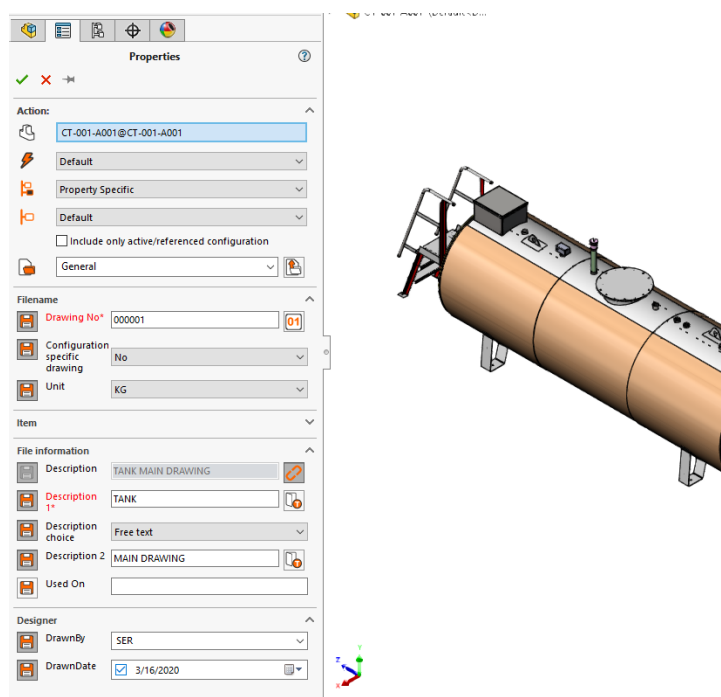 Properties
Action:
CT-001-A001@CT-001-A001
Default
Property Specific
Default
Include only active/referenced configuration
General
Filename
Drawing No* 000001 01
Configuration
specific
drawing
No
Unit KG
Item
File information
Description TANK MAIN DRAWING
Description
1*
TANK
Description
choice
Free text
Description 2 MAIN DRAWING
Used On
Designer
DrawnBy SER
DrawnDate 3/16/2020
Y
Z
X